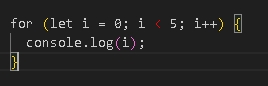 for (let i = 0; i < 5; i++) {
  console.log(i);
}